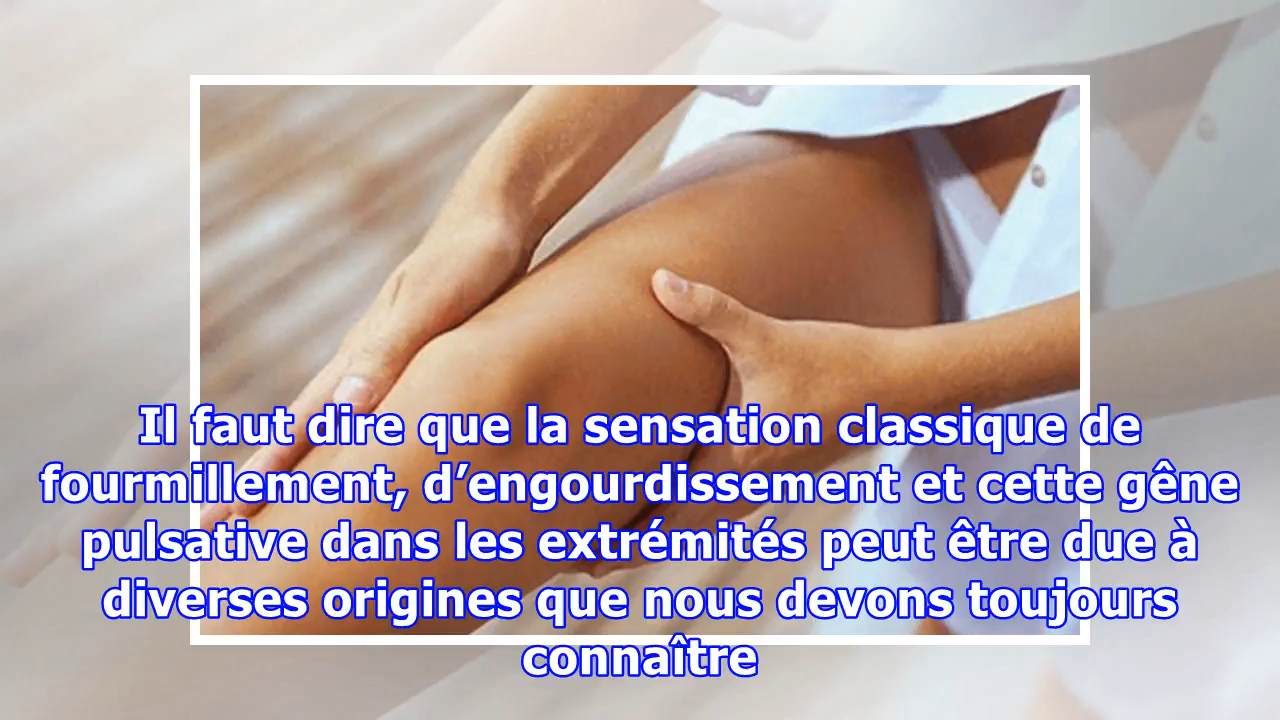 Il faut dire que la sensation classique de
fourmillement, d’engourdissement et cette gêne
pulsative dans les extrémités peut être due à
diverses origines que nous devons toujours
connaître